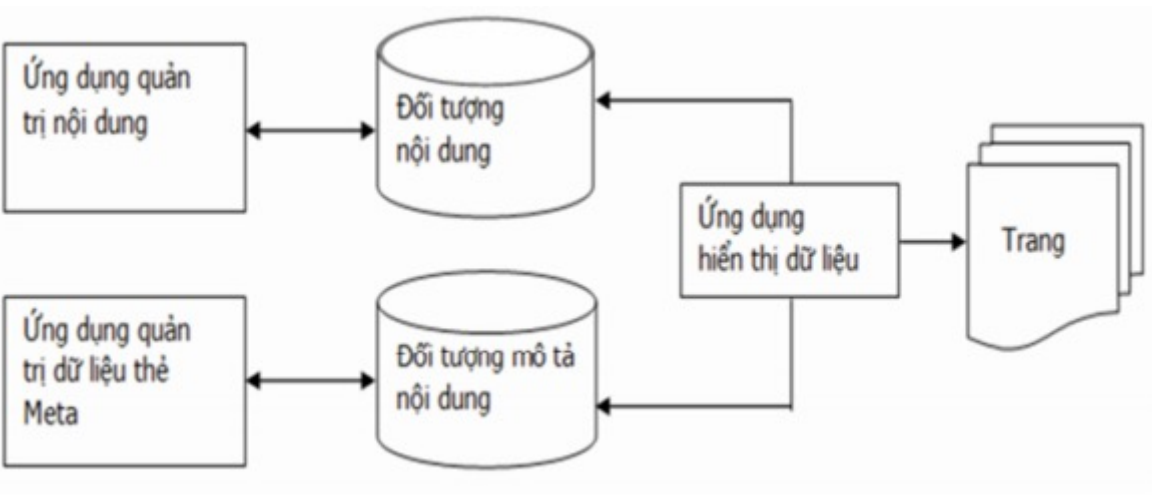 Ứng dụng quản
trị nội dung
Đối tượng
nội dung
Ứng dụng
hiển thị dữ liệu
Trang
Ứng dụng quản
trị dữ liệu thẻ
Meta
Đối tượng mô tả
nội dung